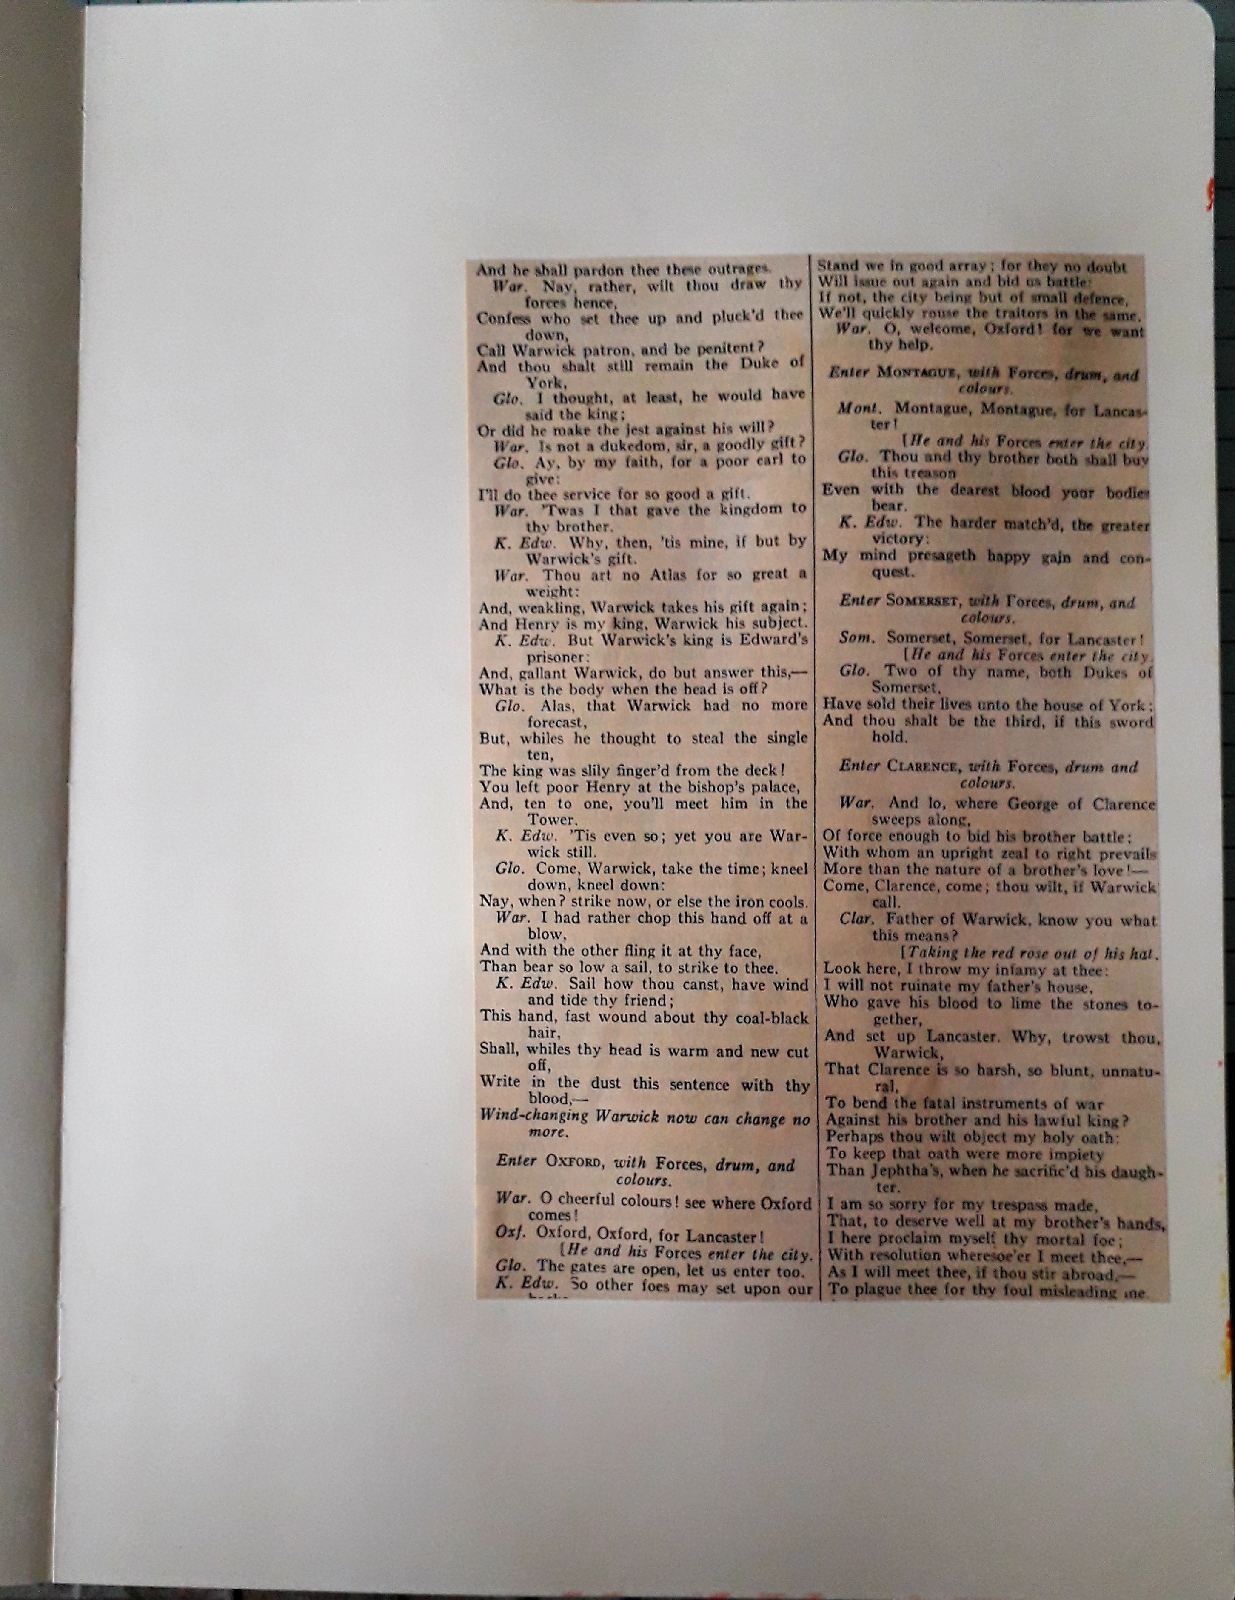 And he shall pardon thee these outrages.
War. Nay, rather, wilt thou draw thy
forces hence,
Confess who set thee up and pluck'd thee
down,
Call Warwick patron, and be penitent?
And thou shalt still remain the Duke of
York,
Glo. I thought, at least, he would have
said the king;
Or did he make the jest against his will?
War. Is not a dukedom, sir, a goodly gift?
Glo. Ay, by my faith, for a poor earl to
give:
I'll do thee service for so good a gift.
War. 'Twas I that gave the kingdom to
thy brother.
K. Edw. Why, then, 'tis mine, if but by
Warwick's gift.
War. Thou art no Atlas for so great a
weight:
And, weakling, Warwick takes his gift again;
And Henry is my king, Warwick his subject.
K. Edw. But Warwick's king is Edward's
prisoner:
And, gallant Warwick, do but answer this,—
What is the body when the head is off?
Glo. Alas, that Warwick had no more
forecast,
But, whiles he thought to steal the single
ten,
The king was slily finger'd from the deck!
You left poor Henry at the bishop's palace,
And, ten to one, you'll meet him in the
Tower.
K. Edw. 'Tis even so; yet you are War-
wick still.
Glo. Come, Warwick, take the time; kneel
down, kneel down:
Nay, when? strike now, or else the iron cools.
War. I had rather chop this hand off at a
blow,
And with the other fling it at thy face,
Than bear so low a sail, to strike to thee.
K. Edw. Sail how thou canst, have wind
and tide thy friend;
This hand, fast wound about thy coal-black
hair,
Shall, whiles thy head is warm and new cut
off,
Write in the dust this sentence with thy
blood,—
Wind-changing Warwick now can change no
more.
Enter OXFORD, with Forces, drum, and
colours.
War. O cheerful colours! see where Oxford
comes!
Oxf. Oxford, Oxford, for Lancaster!
[He and his Forces enter the city.
Glo. The gates are open, let us enter too.
K. Edw. So other foes may set upon our
Stand we in good array; for they no doubt
Will issue out again and bid us battle:
If not, the city being but of small defence,
We'll quickly rouse the traitors in the same.
War. O, welcome, Oxford! for we want
thy help.
Enter MONTAGUE, with Forces, drum, and
colours.
Mont. Montague, Montague, for Lancas-
ter!
[He and his Forces enter the city.
Glo. Thou and thy brother both shall buy
this treason
Even with the dearest blood your bodies
bear.
K. Edw. The harder match'd, the greater
victory:
My mind presageth happy gain and con-
quest.
Enter SOMERSET, with Forces, drum, and
colours.
Som. Somerset, Somerset, for Lancaster!
[He and his Forces enter the city.
Glo. Two of thy name, both Dukes of
Somerset,
Have sold their lives unto the house of York;
And thou shalt be the third, if this sword
hold.
Enter CLARENCE, with Forces, drum and
colours.
War. And lo, where George of Clarence
sweeps along,
Of force enough to bid his brother battle;
With whom an upright zeal to right prevails
More than the nature of a brother's love!—
Come, Clarence, come; thou wilt, if Warwick
call.
Clar. Father of Warwick, know you what
this means?
[Taking the red rose out of his hat.
Look here, I throw my infamy at thee:
I will not ruinate my father's house,
Who gave his blood to lime the stones to-
gether,
And set up Lancaster. Why, trowst thou,
Warwick,
That Clarence is so harsh, so blunt, unnatu-
ral,
To bend the fatal instruments of war
Against his brother and his lawful king?
Perhaps thou wilt object my holy oath:
To keep that oath were more impiety
Than Jephtha's, when he sacrific'd his daugh-
ter.
I am so sorry for my trespass made,
That, to deserve well at my brother's hands,
I here proclaim myself thy mortal foe;
With resolution wheresoe'er I meet thee,—
As I will meet thee, if thou stir abroad,—
To plague thee for thy foul misleading me.